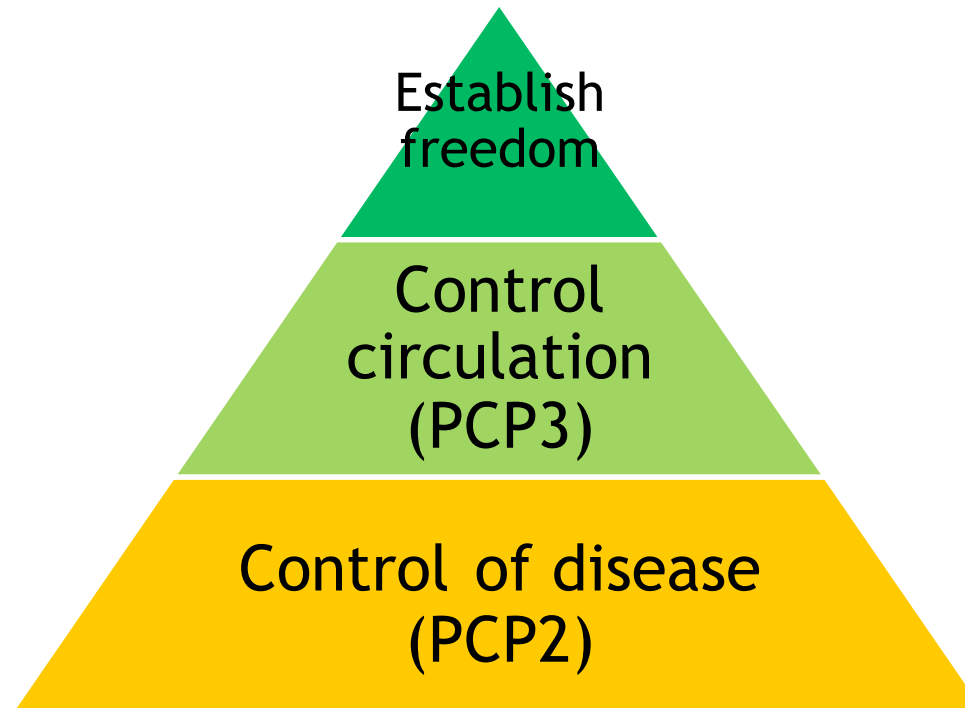 Establish
freedom
Control
circulation
(PCP3)
Control of disease
(PCP2)